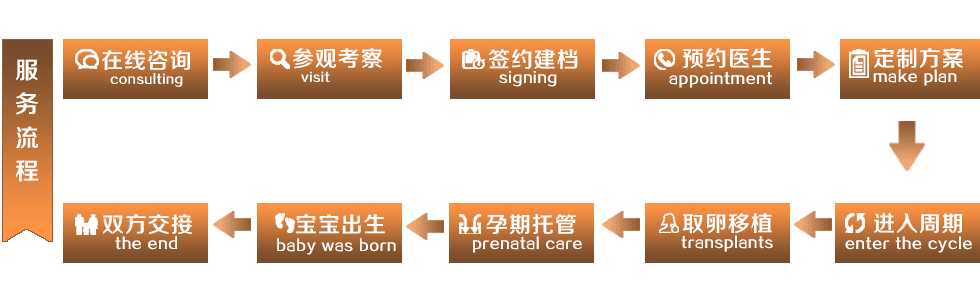 服务流程
在线咨询
consulting
参观考察
visit
签约建档
signing
预约医生
appointment
定制方案
make plan
进入周期
enter the cycle
取卵移植
transplants
孕期托管
prenatal care
宝宝出生
baby was born
双方交接
the end